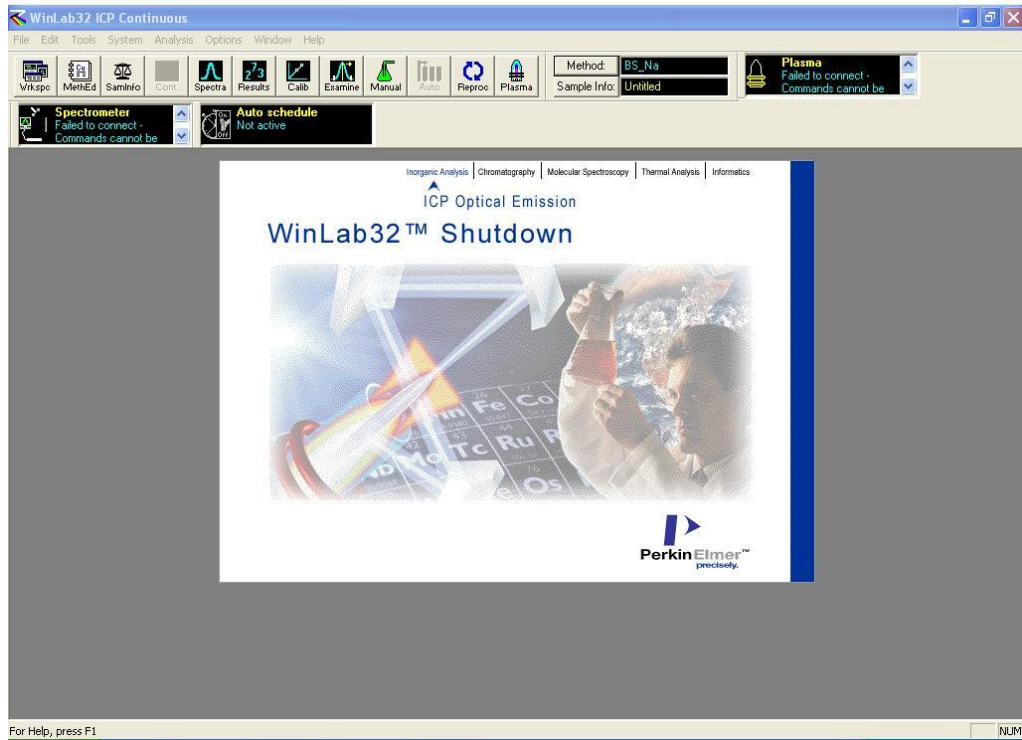 WinLab32 ICP Continuous
File Edit Tools System Analysis Options Window Help
Wrkspc MethEd SamInfo Cont. Spectra Results Calib Examine Manual Auto Reproc Plasma
Method: BS_Na
Sample Info: Untitled
Plasma
Failed to connect -
Commands cannot be
Spectrometer
Failed to connect -
Commands cannot be
Auto schedule
Not active
On
OFF
Inorganic Analysis | Chromatography | Molecular Spectroscopy | Thermal Analysis | Informatics
ICP Optical Emission
WinLab32™ Shutdown
Fe Co
Mo Tc Ru R
Os
PerkinElmer™
precisely.
For Help, press F1
NUM